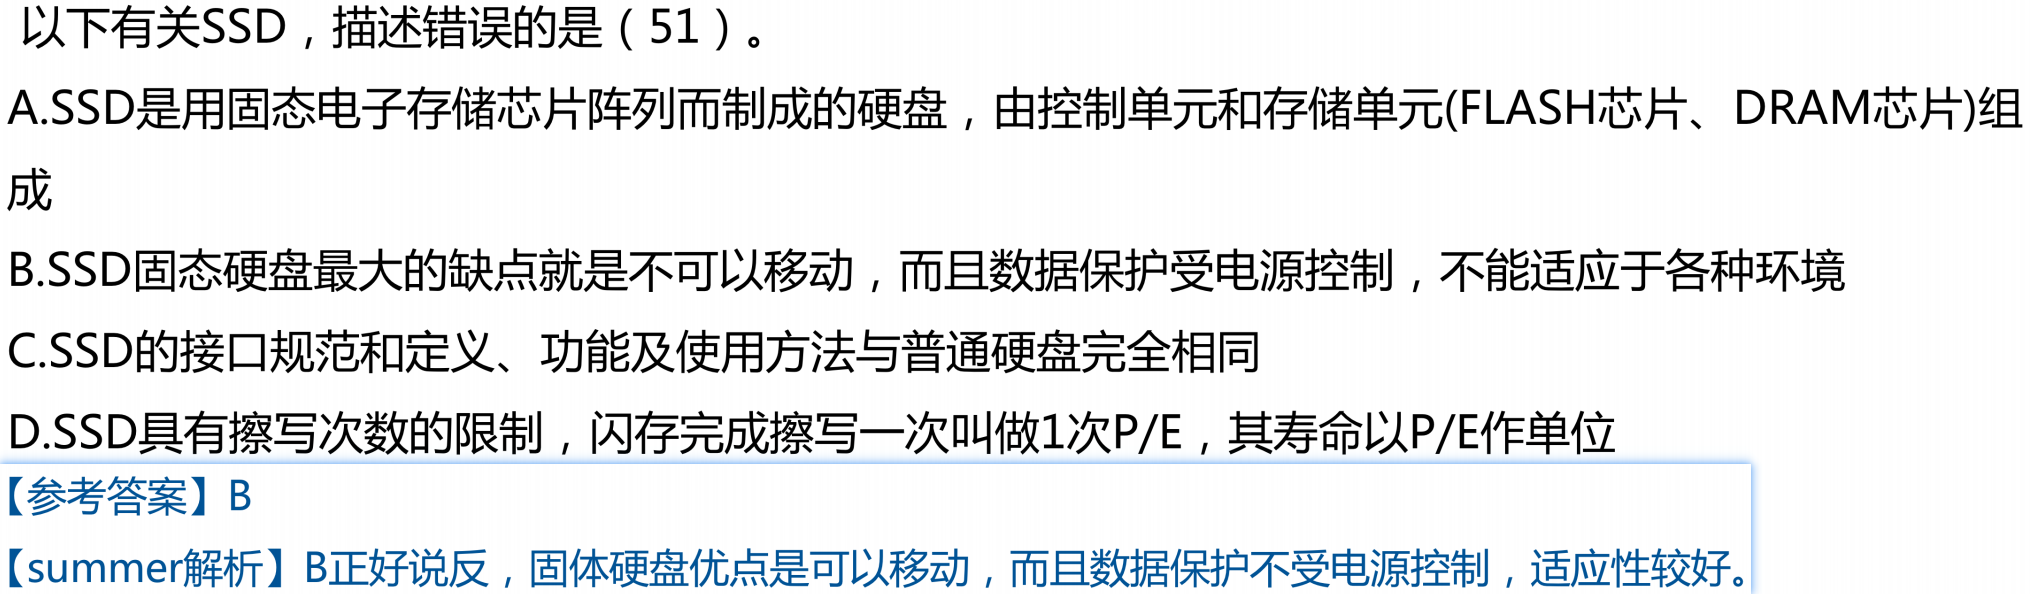 以下有关SSD，描述错误的是（51）。
A.SSD是用固态电子存储芯片阵列而制成的硬盘，由控制单元和存储单元(FLASH芯片、DRAM芯片)组
成
B.SSD固态硬盘最大的缺点就是不可以移动，而且数据保护受电源控制，不能适应于各种环境
C.SSD的接口规范和定义、功能及使用方法与普通硬盘完全相同
D.SSD具有擦写次数的限制，闪存完成擦写一次叫做1次P/E，其寿命以P/E作单位
【参考答案】B
【summer解析】B正好说反，固体硬盘优点是可以移动，而且数据保护不受电源控制，适应性较好。